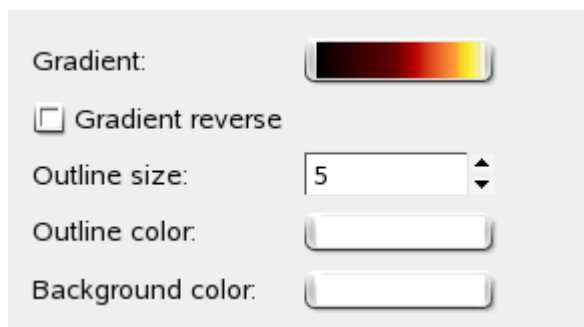 Gradient:
Gradient reverse
Outline size: 5
Outline color:
Background color: